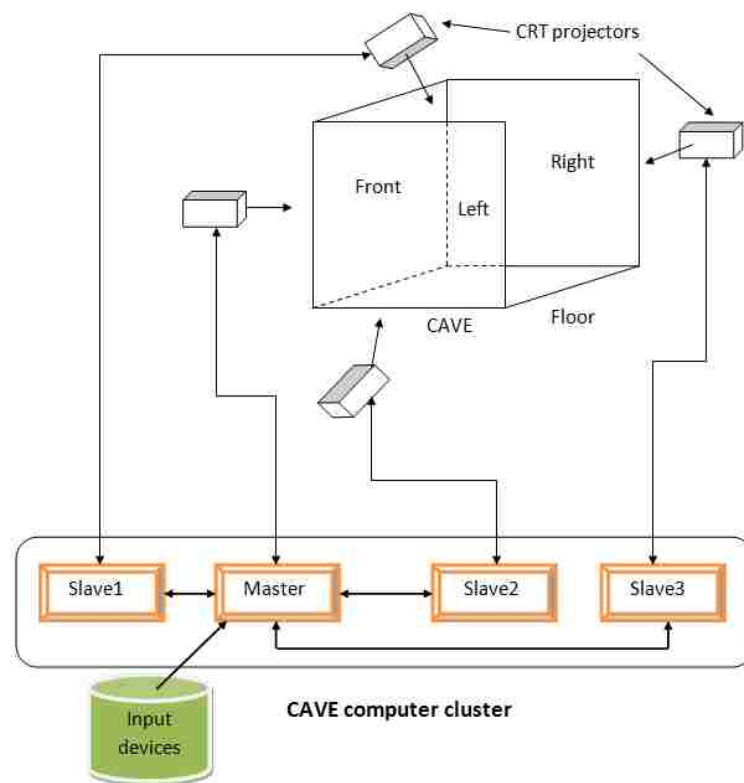 CRT projectors
Right
Front
Left
CAVE
Floor
Slave1
Master
Slave2
Slave3
Input
devices
CAVE computer cluster